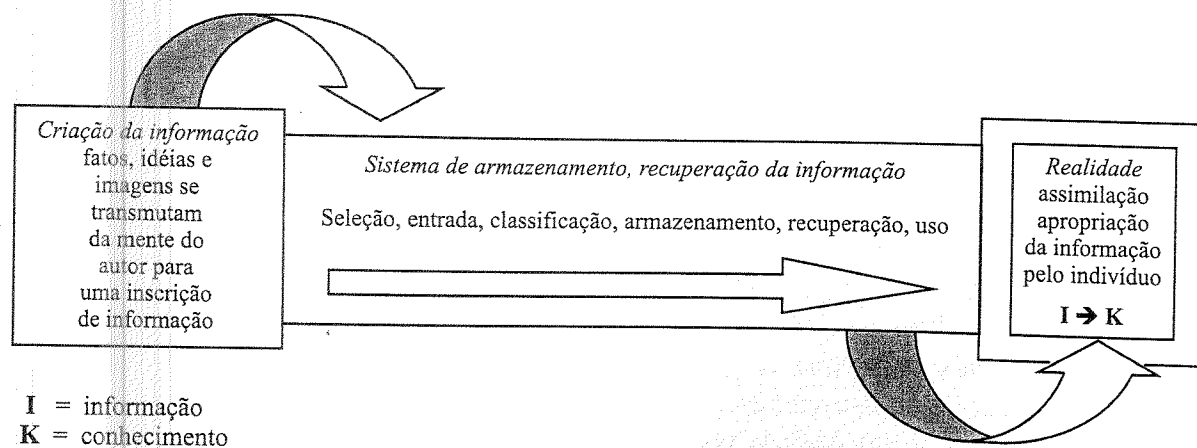 Criação da informação
fatos, idéias e
imagens se
transmutam
da mente do
autor para
uma inscrição
de informação
Sistema de armazenamento, recuperação da informação
Seleção, entrada, classificação, armazenamento, recuperação, uso
Realidade
assimilação
apropriação
da informação
pelo indivíduo
I → K
I = informação
K = conhecimento